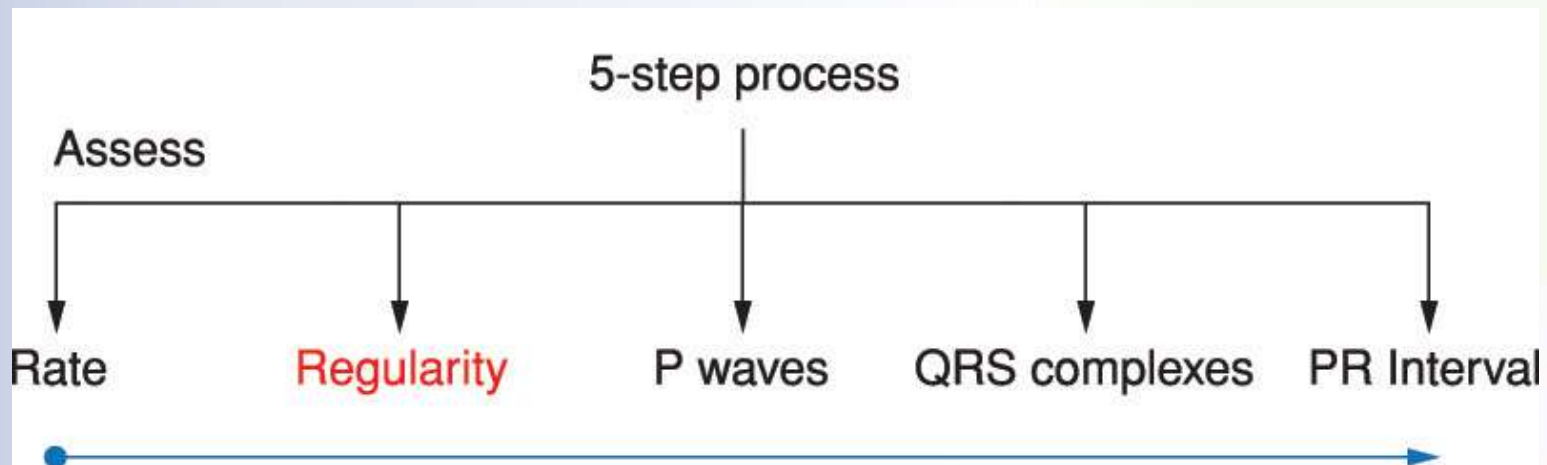 5-step process
Assess
Rate Regularity P waves QRS complexes PR Interval